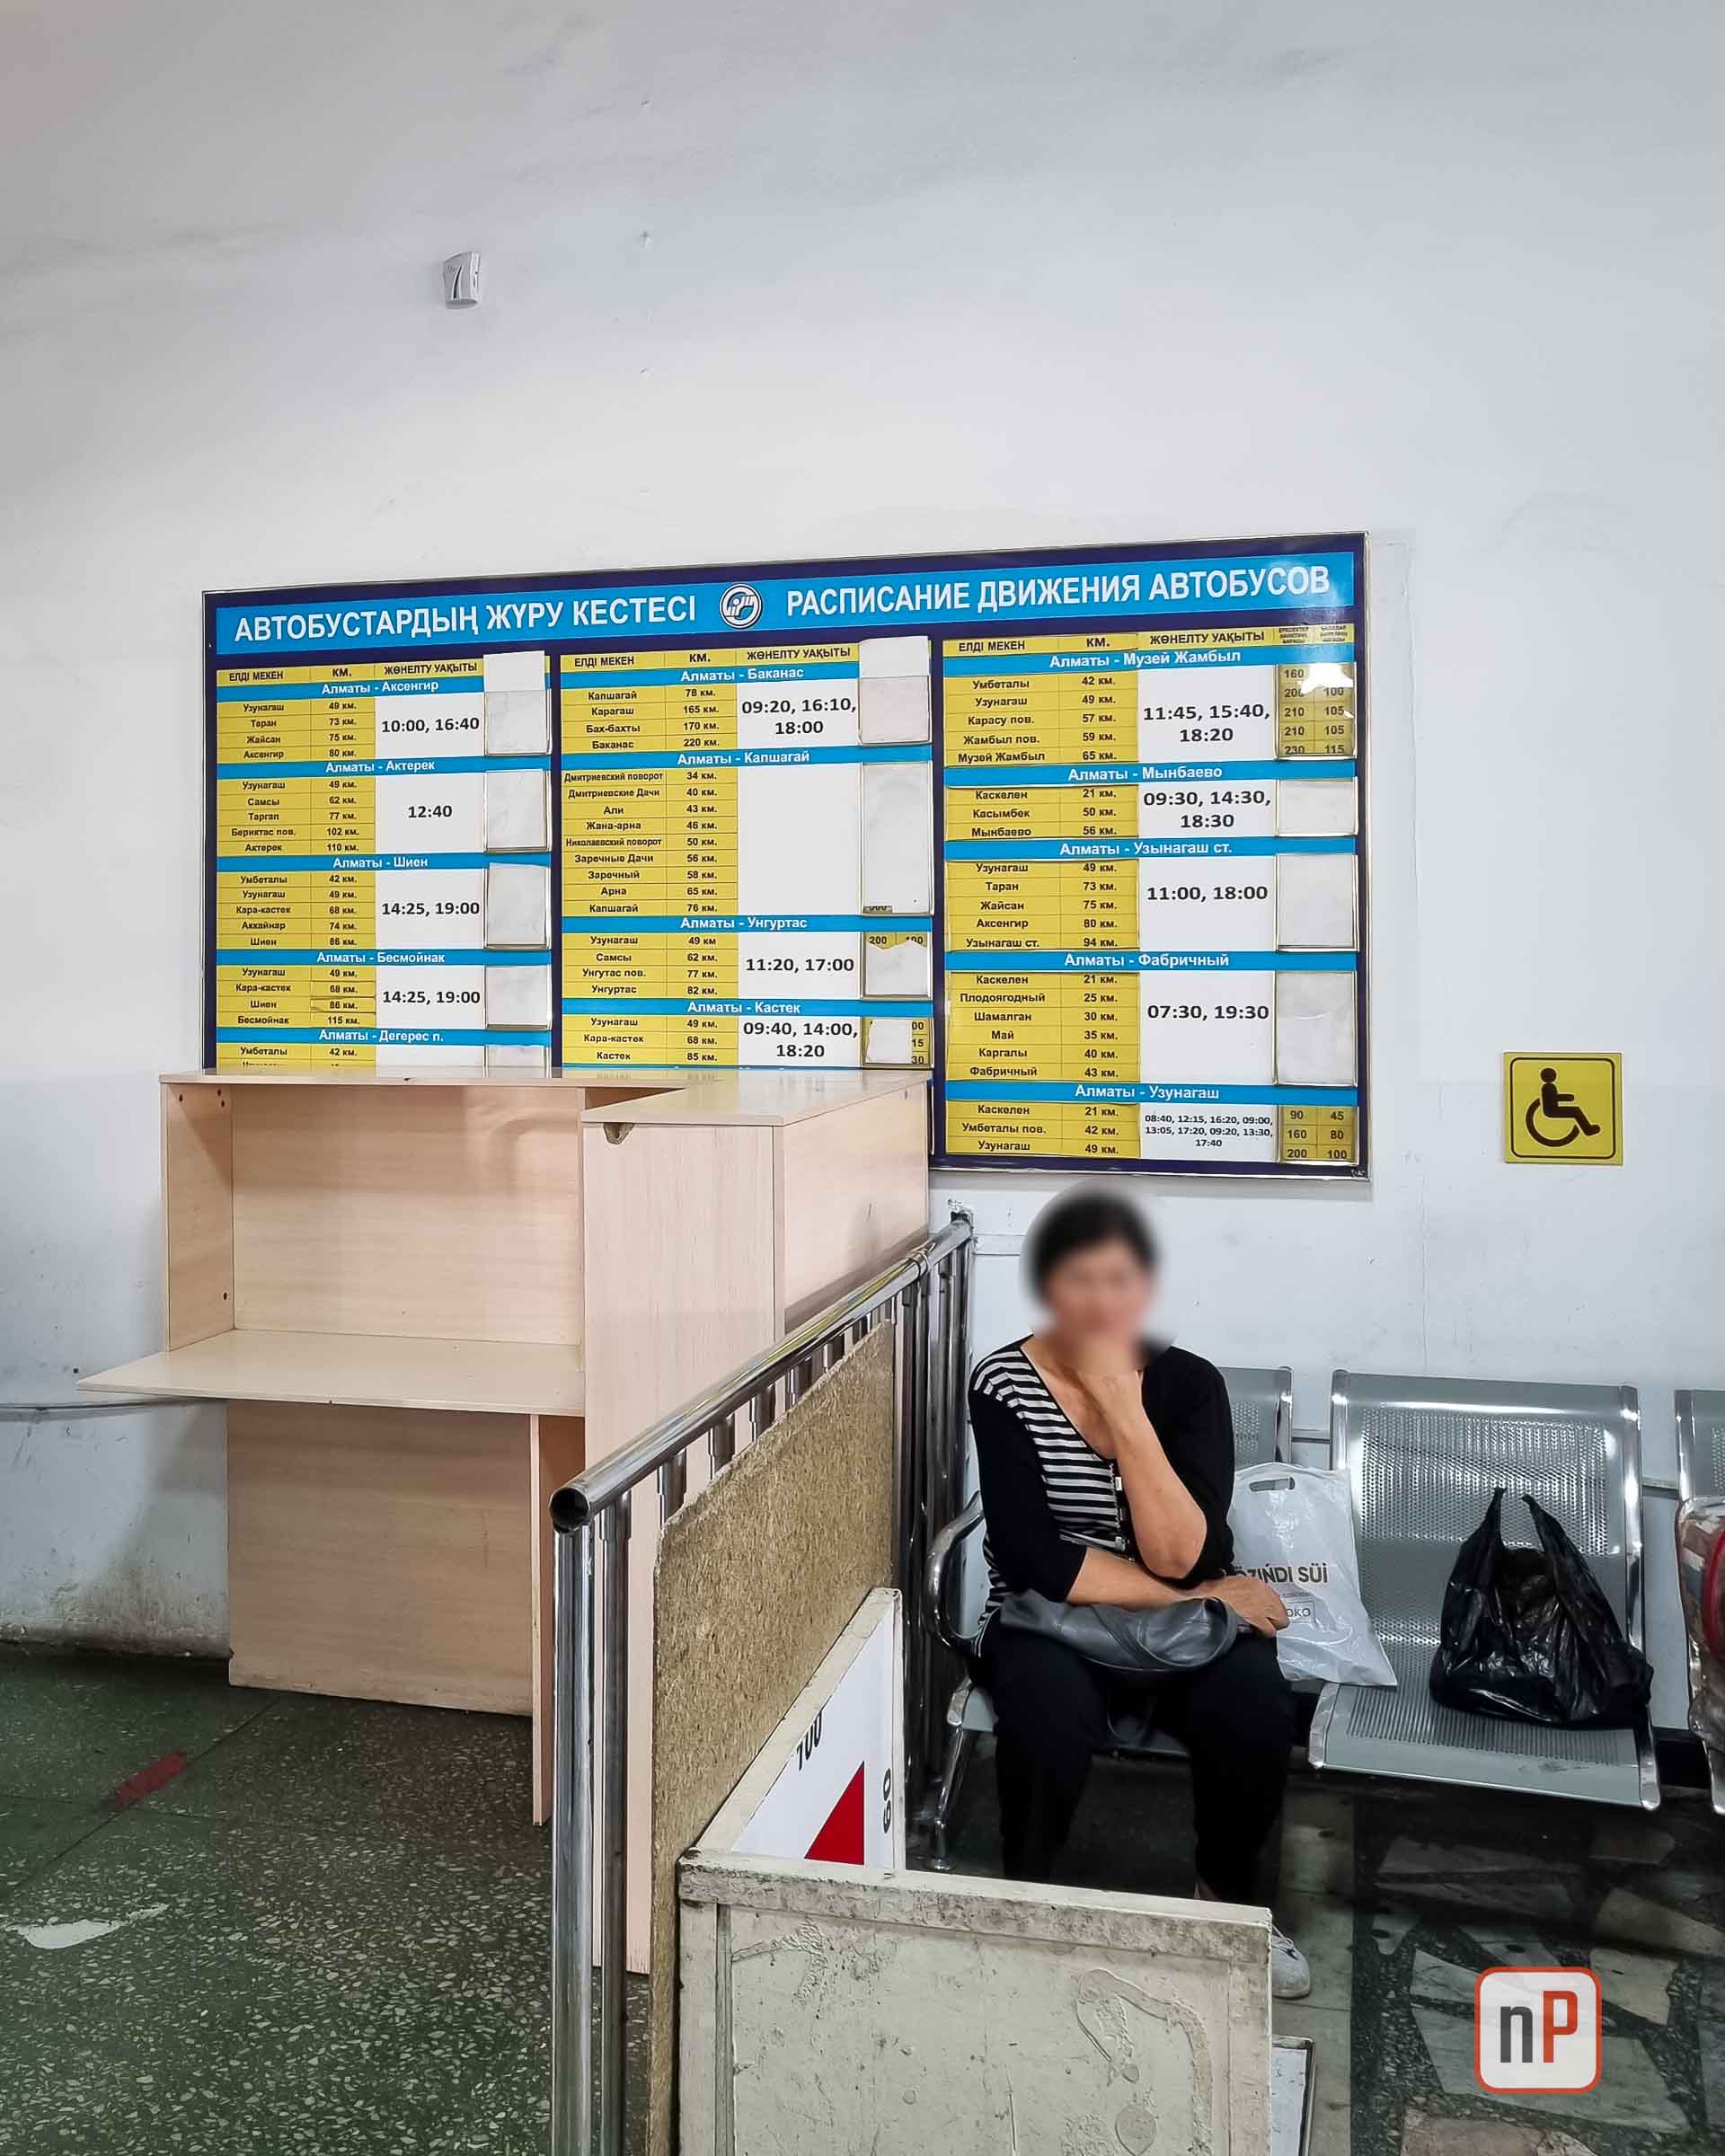 АВТОБУСТАРДЫҢ ЖҮРУ КЕСТЕСІ
РАСПИСАНИЕ ДВИЖЕНИЯ АВТОБУСОВ
ЕЛДІ МЕКЕН КМ. ЖӨНЕЛТУ УАҚЫТЫ
Алматы - Аксенгир
Узунагаш 49 км.
Таран 73 км.
Жайсан 75 км.
Аксенгир 80 км.
10:00, 16:40
Алматы - Актерек
Узунагаш 49 км.
Самсы 62 км.
Таргап 77 км.
Бериктас пов. 102 км.
Актерек 110 км.
12:40
Алматы - Шиен
Умбеталы 42 км.
Узунагаш 49 км.
Кара-кастек 68 км.
Аккайнар 74 км.
Шиен 86 км.
14:25, 19:00
Алматы - Бесмойнак
Узунагаш 49 км.
Кара-кастек 68 км.
Шиен 86 км.
Бесмойнак 115 км.
14:25, 19:00
Алматы - Дегерес п.
Умбеталы 42 км.
ЕЛДІ МЕКЕН КМ. ЖӨНЕЛТУ УАҚЫТЫ
Алматы - Баканас
Капшагай 78 км.
Карагаш 165 км.
Бах-бахты 170 км.
Баканас 220 км.
09:20, 16:10,
18:00
Алматы - Капшагай
Дмитриевский поворот 34 км.
Дмитриевские Дачи 40 км.
Али 43 км.
Жана-арна 46 км.
Николаевский поворот 50 км.
Заречные Дачи 56 км.
Заречный 58 км.
Арна 65 км.
Капшагай 76 км.
Алматы - Унгуртас
Узунагаш 49 км
Самсы 62 км.
Унгутас пов. 77 км.
Унгуртас 82 км.
11:20, 17:00
200 100
Алматы - Кастек
Узунагаш 49 км.
Кара-кастек 68 км.
Кастек 85 км.
09:40, 14:00,
18:20
00
15
30
ЕЛДІ МЕКЕН КМ. ЖӨНЕЛТУ УАҚЫТЫ
Алматы - Музей Жамбыл
Умбеталы 42 км.
Узунагаш 49 км.
Карасу пов. 57 км.
Жамбыл пов. 59 км.
Музей Жамбыл 65 км.
11:45, 15:40,
18:20
160
200 100
210 105
210 105
230 115
Алматы - Мынбаево
Каскелен 21 км.
Касымбек 50 км.
Мынбаево 56 км.
09:30, 14:30,
18:30
Алматы - Узынагаш ст.
Узунагаш 49 км.
Таран 73 км.
Жайсан 75 км.
Аксенгир 80 км.
Узынагаш ст. 94 км.
11:00, 18:00
Алматы - Фабричный
Каскелен 21 км.
Плодоягодный 25 км.
Шамалган 30 км.
Май 35 км.
Каргалы 40 км.
Фабричный 43 км.
07:30, 19:30
Алматы - Узунагаш
Каскелен 21 км.
Умбеталы пов. 42 км.
Узунагаш 49 км.
08:40, 12:15, 16:20, 09:00,
13:05, 17:20, 09:20, 13:30,
17:40
90 45
160 80
200 100
ÓZIŃDI SÜI
100
60
nP